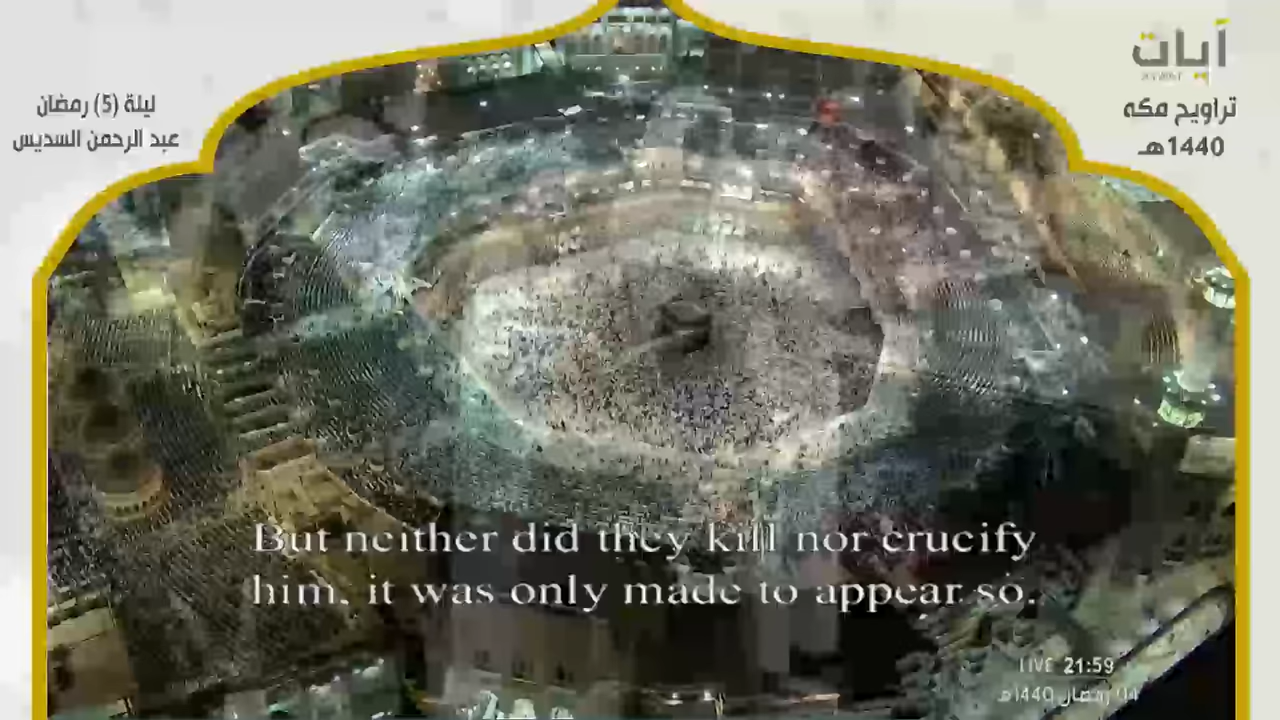 آيات
تراويح مكه
1440هـ
ليلة (5) رمضان
عبد الرحمن السديس
But neither did they kill nor crucify
him, it was only made to appear so.
LIVE 21:59
04 رمضان 1440هـ